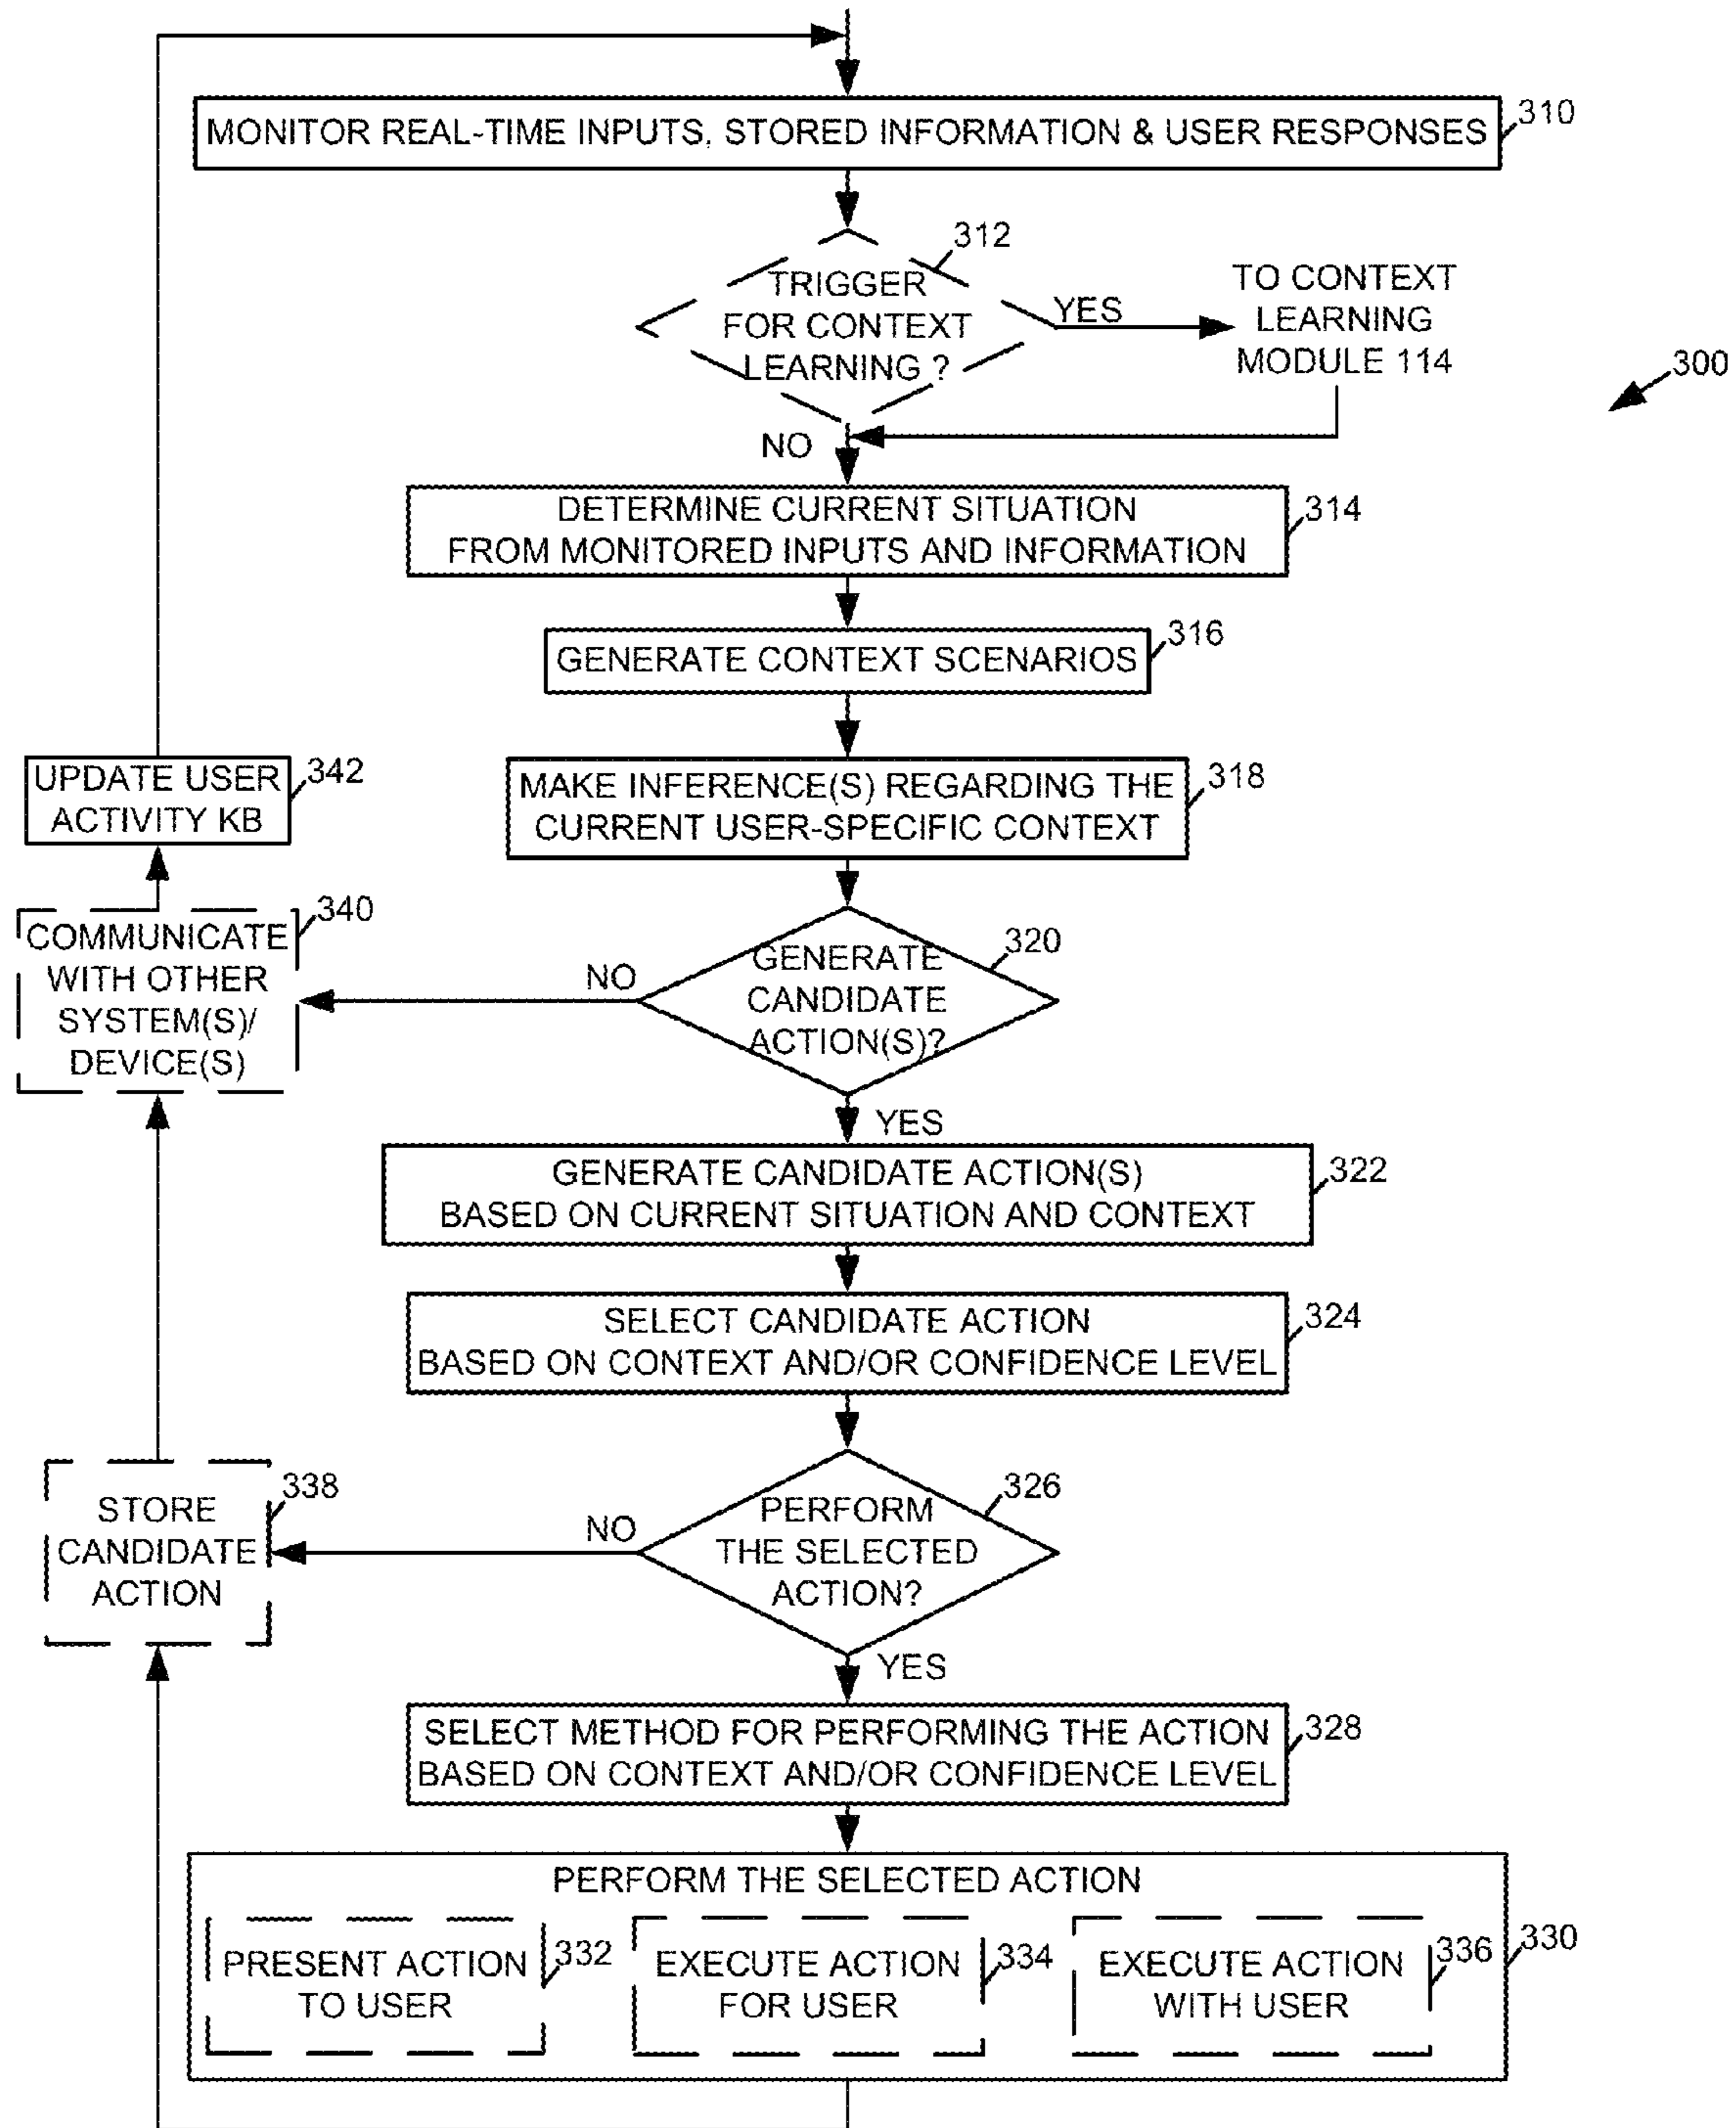 MONITOR REAL-TIME INPUTS, STORED INFORMATION & USER RESPONSES
310
312
TRIGGER
FOR CONTEXT
LEARNING ?
YES
TO CONTEXT
LEARNING
MODULE 114
300
NO
DETERMINE CURRENT SITUATION
FROM MONITORED INPUTS AND INFORMATION
314
GENERATE CONTEXT SCENARIOS
316
MAKE INFERENCE(S) REGARDING THE
CURRENT USER-SPECIFIC CONTEXT
318
UPDATE USER
ACTIVITY KB
342
COMMUNICATE
WITH OTHER
SYSTEM(S)/
DEVICE(S)
340
NO
GENERATE
CANDIDATE
ACTION(S)?
320
YES
GENERATE CANDIDATE ACTION(S)
BASED ON CURRENT SITUATION AND CONTEXT
322
SELECT CANDIDATE ACTION
BASED ON CONTEXT AND/OR CONFIDENCE LEVEL
324
STORE
CANDIDATE
ACTION
338
NO
PERFORM
THE SELECTED
ACTION?
326
YES
SELECT METHOD FOR PERFORMING THE ACTION
BASED ON CONTEXT AND/OR CONFIDENCE LEVEL
328
PERFORM THE SELECTED ACTION
330
PRESENT ACTION
TO USER
332
EXECUTE ACTION
FOR USER
334
EXECUTE ACTION
WITH USER
336